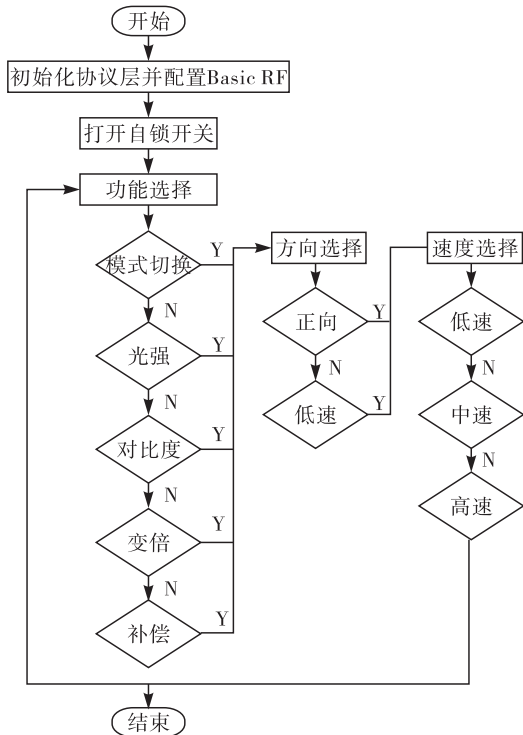 开始
初始化协议层并配置Basic RF
打开自锁开关
功能选择
模式切换
Y
N
光强
Y
N
对比度
Y
N
变倍
Y
N
补偿
Y
方向选择
正向
Y
N
低速
Y
速度选择
低速
N
中速
N
高速
结束